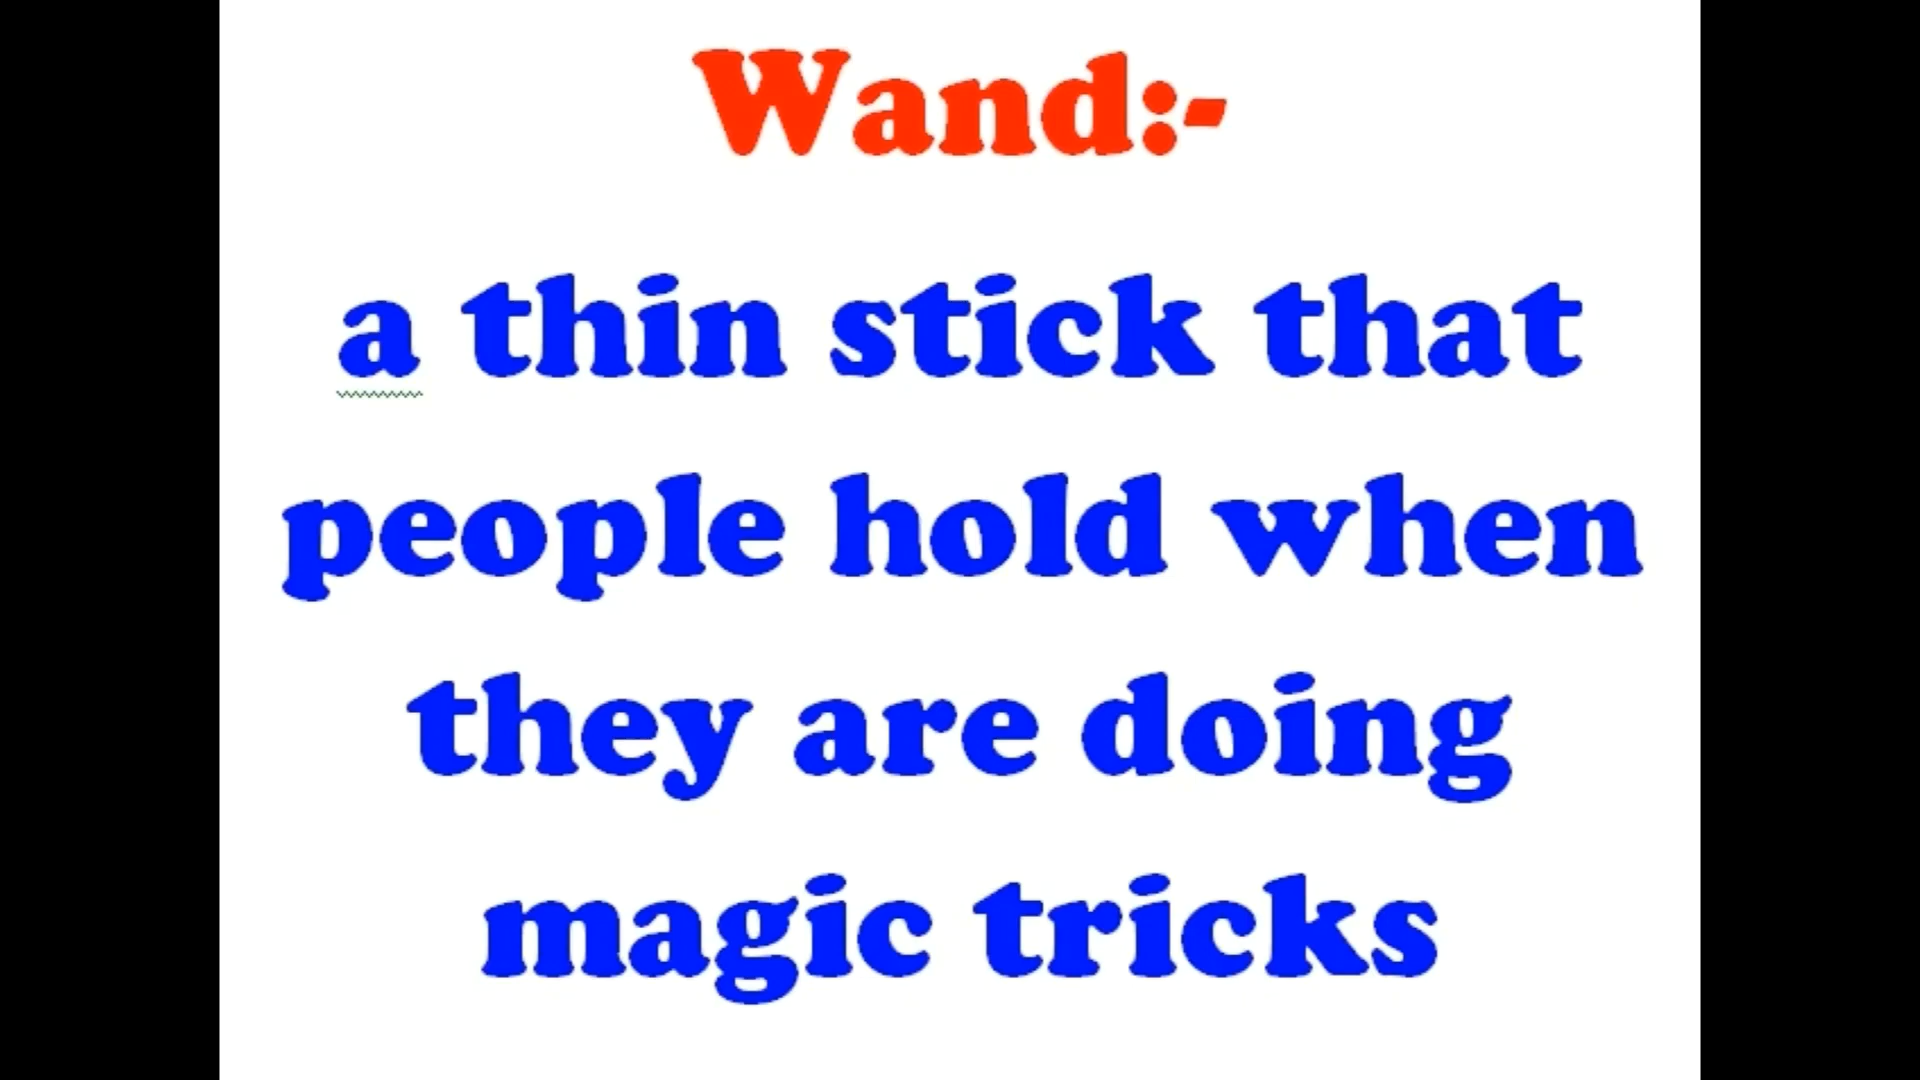 Wand:-
a thin stick that
people hold when
they are doing
magic tricks